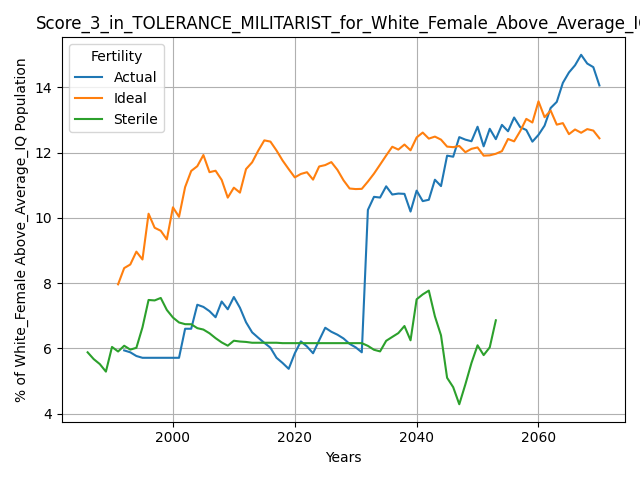 Score_3_in_TOLERANCE_MILITARIST_for_White_Female_Above_Average_IQ
Fertility
Actual
Ideal
Sterile
% of White_Female Above_Average_IQ Population
14
12
10
8
6
4
2000
2020
2040
2060
Years